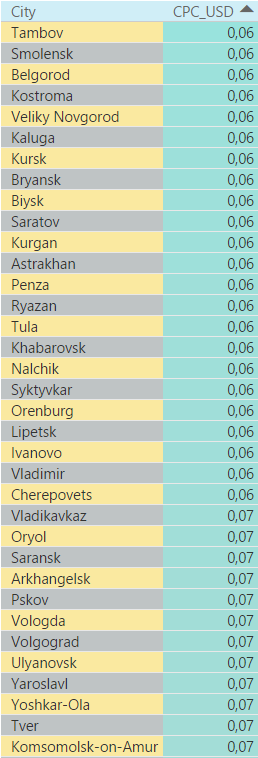 City CPC_USD
Tambov 0,06
Smolensk 0,06
Belgorod 0,06
Kostroma 0,06
Veliky Novgorod 0,06
Kaluga 0,06
Kursk 0,06
Bryansk 0,06
Biysk 0,06
Saratov 0,06
Kurgan 0,06
Astrakhan 0,06
Penza 0,06
Ryazan 0,06
Tula 0,06
Khabarovsk 0,06
Nalchik 0,06
Syktyvkar 0,06
Orenburg 0,06
Lipetsk 0,06
Ivanovo 0,06
Vladimir 0,06
Cherepovets 0,06
Vladikavkaz 0,07
Oryol 0,07
Saransk 0,07
Arkhangelsk 0,07
Pskov 0,07
Vologda 0,07
Volgograd 0,07
Ulyanovsk 0,07
Yaroslavl 0,07
Yoshkar-Ola 0,07
Tver 0,07
Komsomolsk-on-Amur 0,07